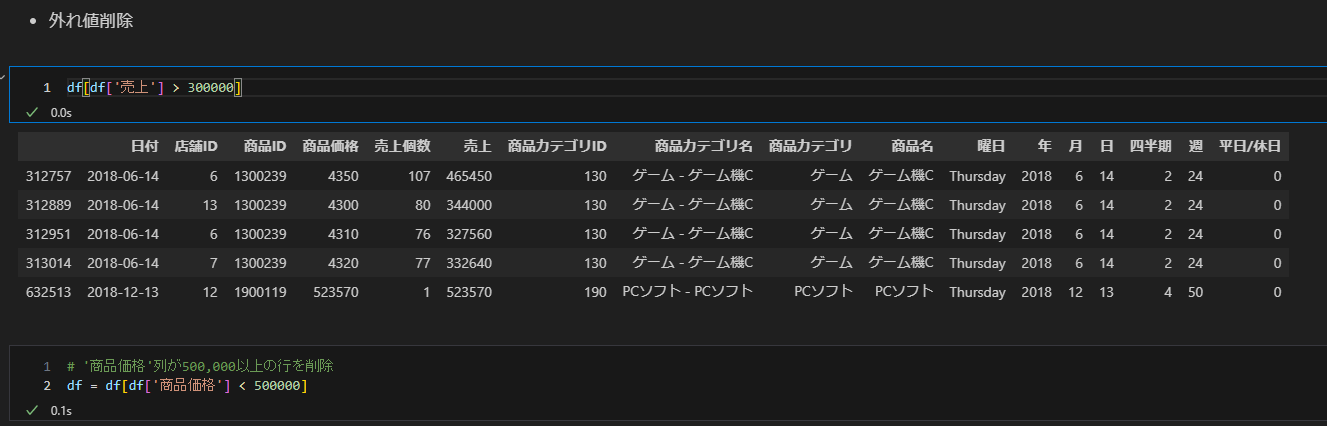 • 外れ値削除
1 df[df['売上'] > 300000]
✓ 0.0s
日付 店舗ID 商品ID 商品価格 売上個数 売上 商品カテゴリID 商品カテゴリ名 商品カテゴリ 商品名 曜日 年 月 日 四半期 週 平日/休日
312757 2018-06-14 6 1300239 4350 107 465450 130 ゲーム - ゲーム機C ゲーム ゲーム機C Thursday 2018 6 14 2 24 0
312889 2018-06-14 13 1300239 4300 80 344000 130 ゲーム - ゲーム機C ゲーム ゲーム機C Thursday 2018 6 14 2 24 0
312951 2018-06-14 6 1300239 4310 76 327560 130 ゲーム - ゲーム機C ゲーム ゲーム機C Thursday 2018 6 14 2 24 0
313014 2018-06-14 7 1300239 4320 77 332640 130 ゲーム - ゲーム機C ゲーム ゲーム機C Thursday 2018 6 14 2 24 0
632513 2018-12-13 12 1900119 523570 1 523570 190 PCソフト - PCソフト PCソフト PCソフト Thursday 2018 12 13 4 50 0
1 # '商品価格'列が500,000以上の行を削除
2 df = df[df['商品価格'] < 500000]
✓ 0.1s